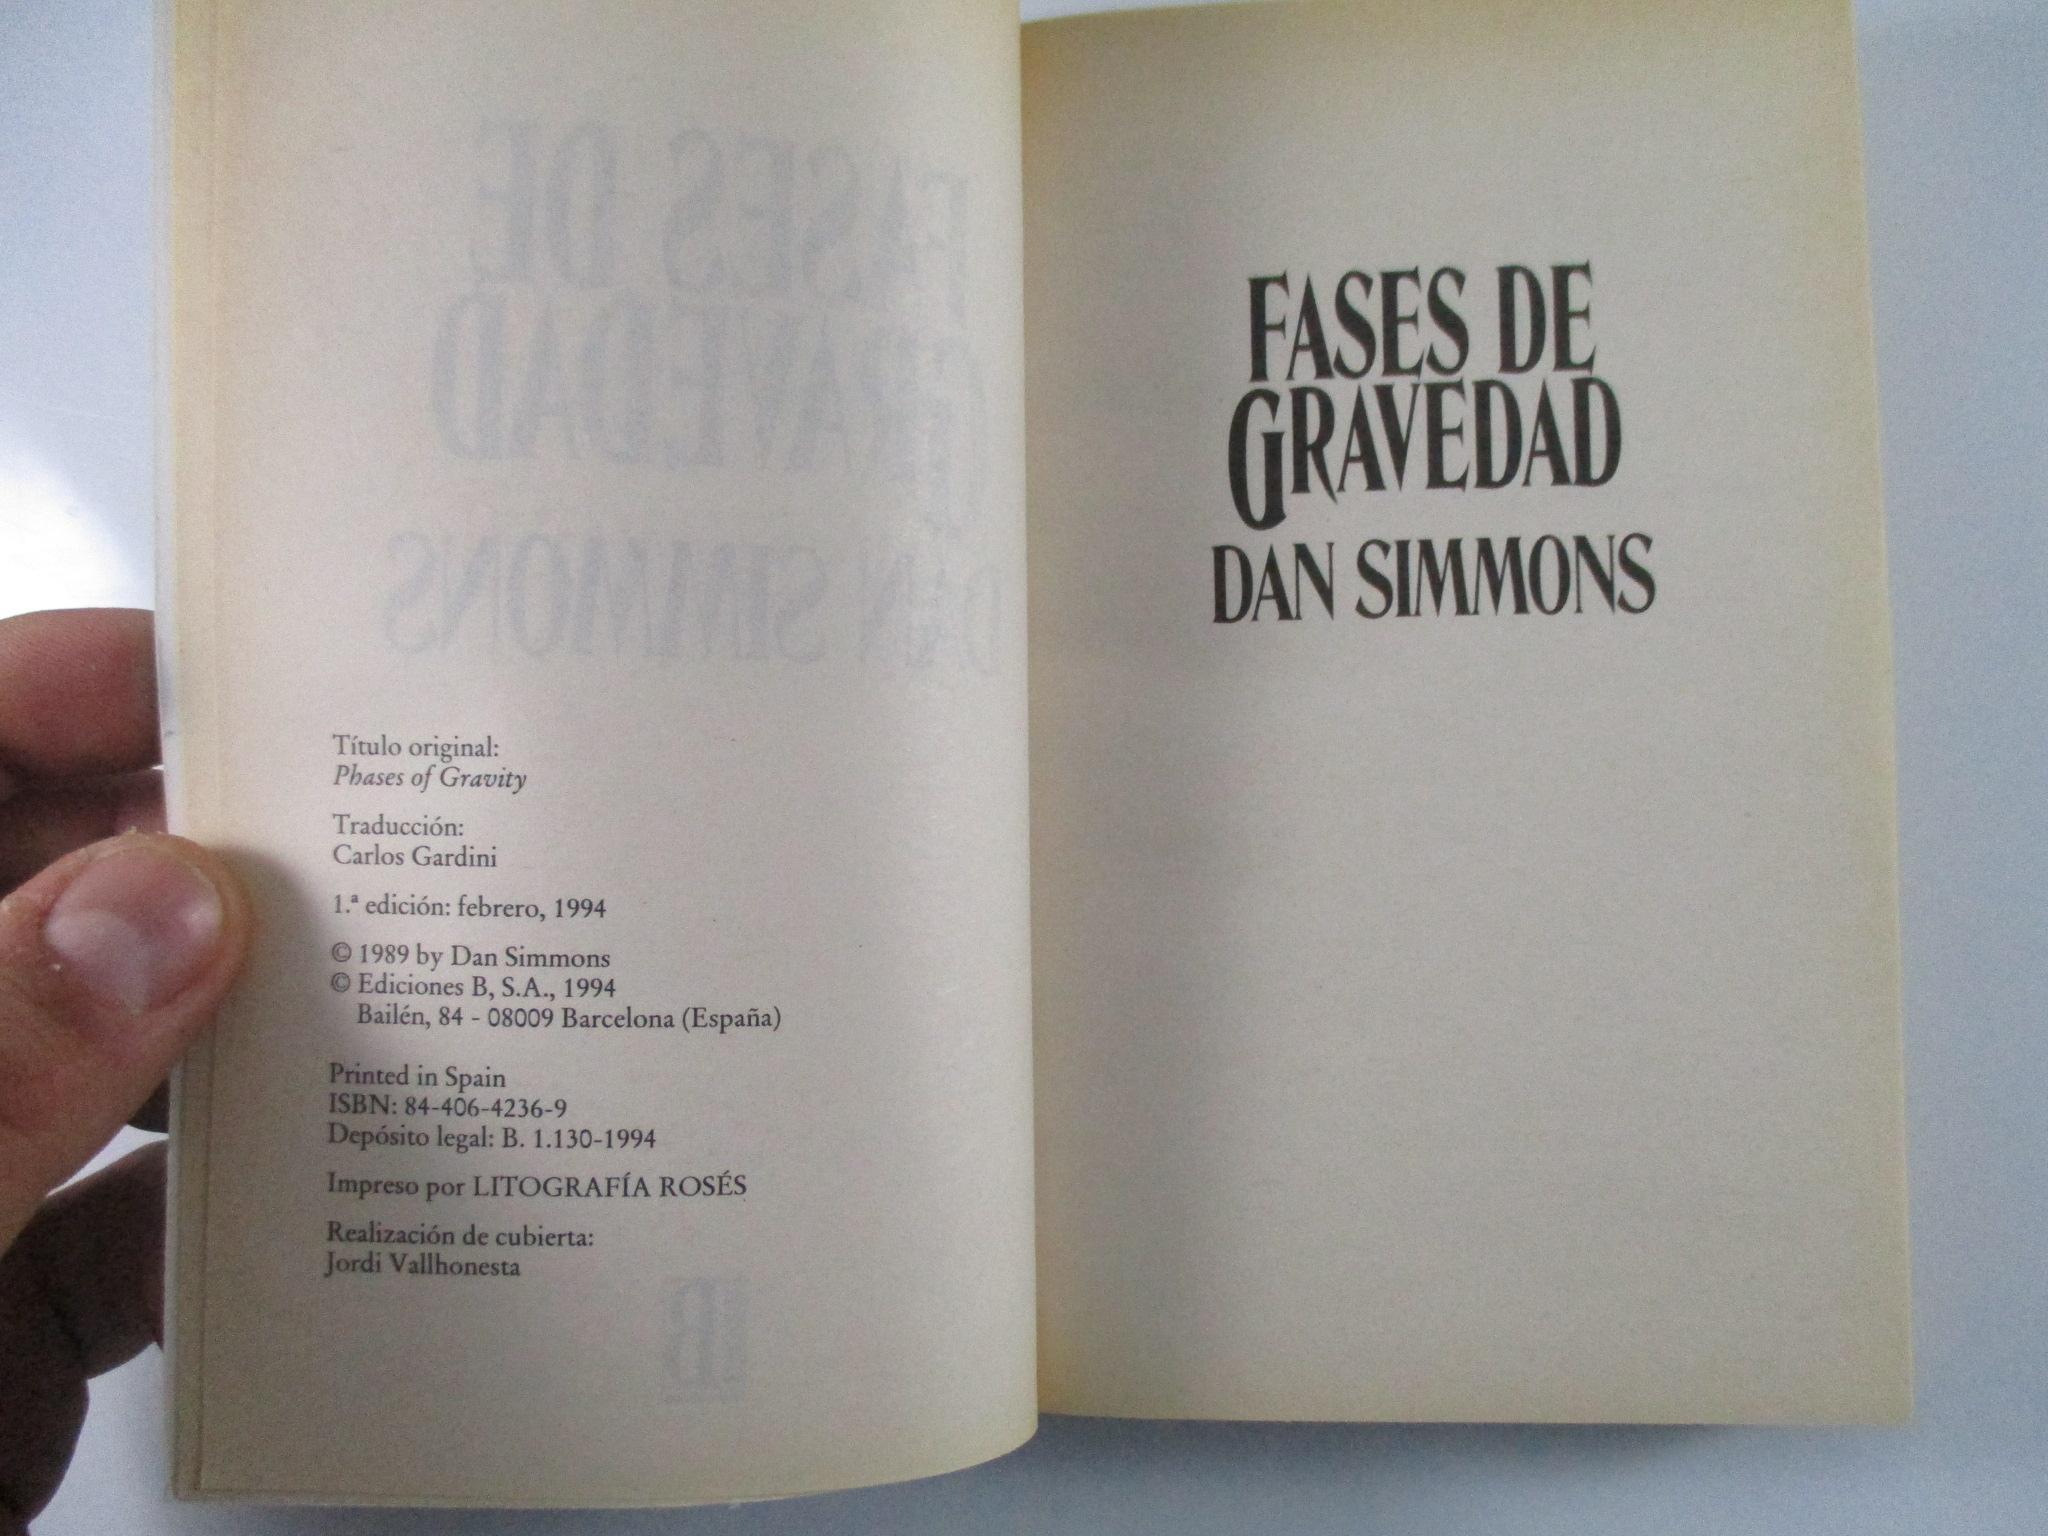 Título original:
Phases of Gravity
Traducción:
Carlos Gardini
1.ª edición: febrero, 1994
© 1989 by Dan Simmons
© Ediciones B, S.A., 1994
Bailén, 84 - 08009 Barcelona (España)
Printed in Spain
ISBN: 84-406-4236-9
Depósito legal: B. 1.130-1994
Impreso por LITOGRAFÍA ROSÉS
Realización de cubierta:
Jordi Vallhonesta
FASES DE
GRAVEDAD
DAN SIMMONS